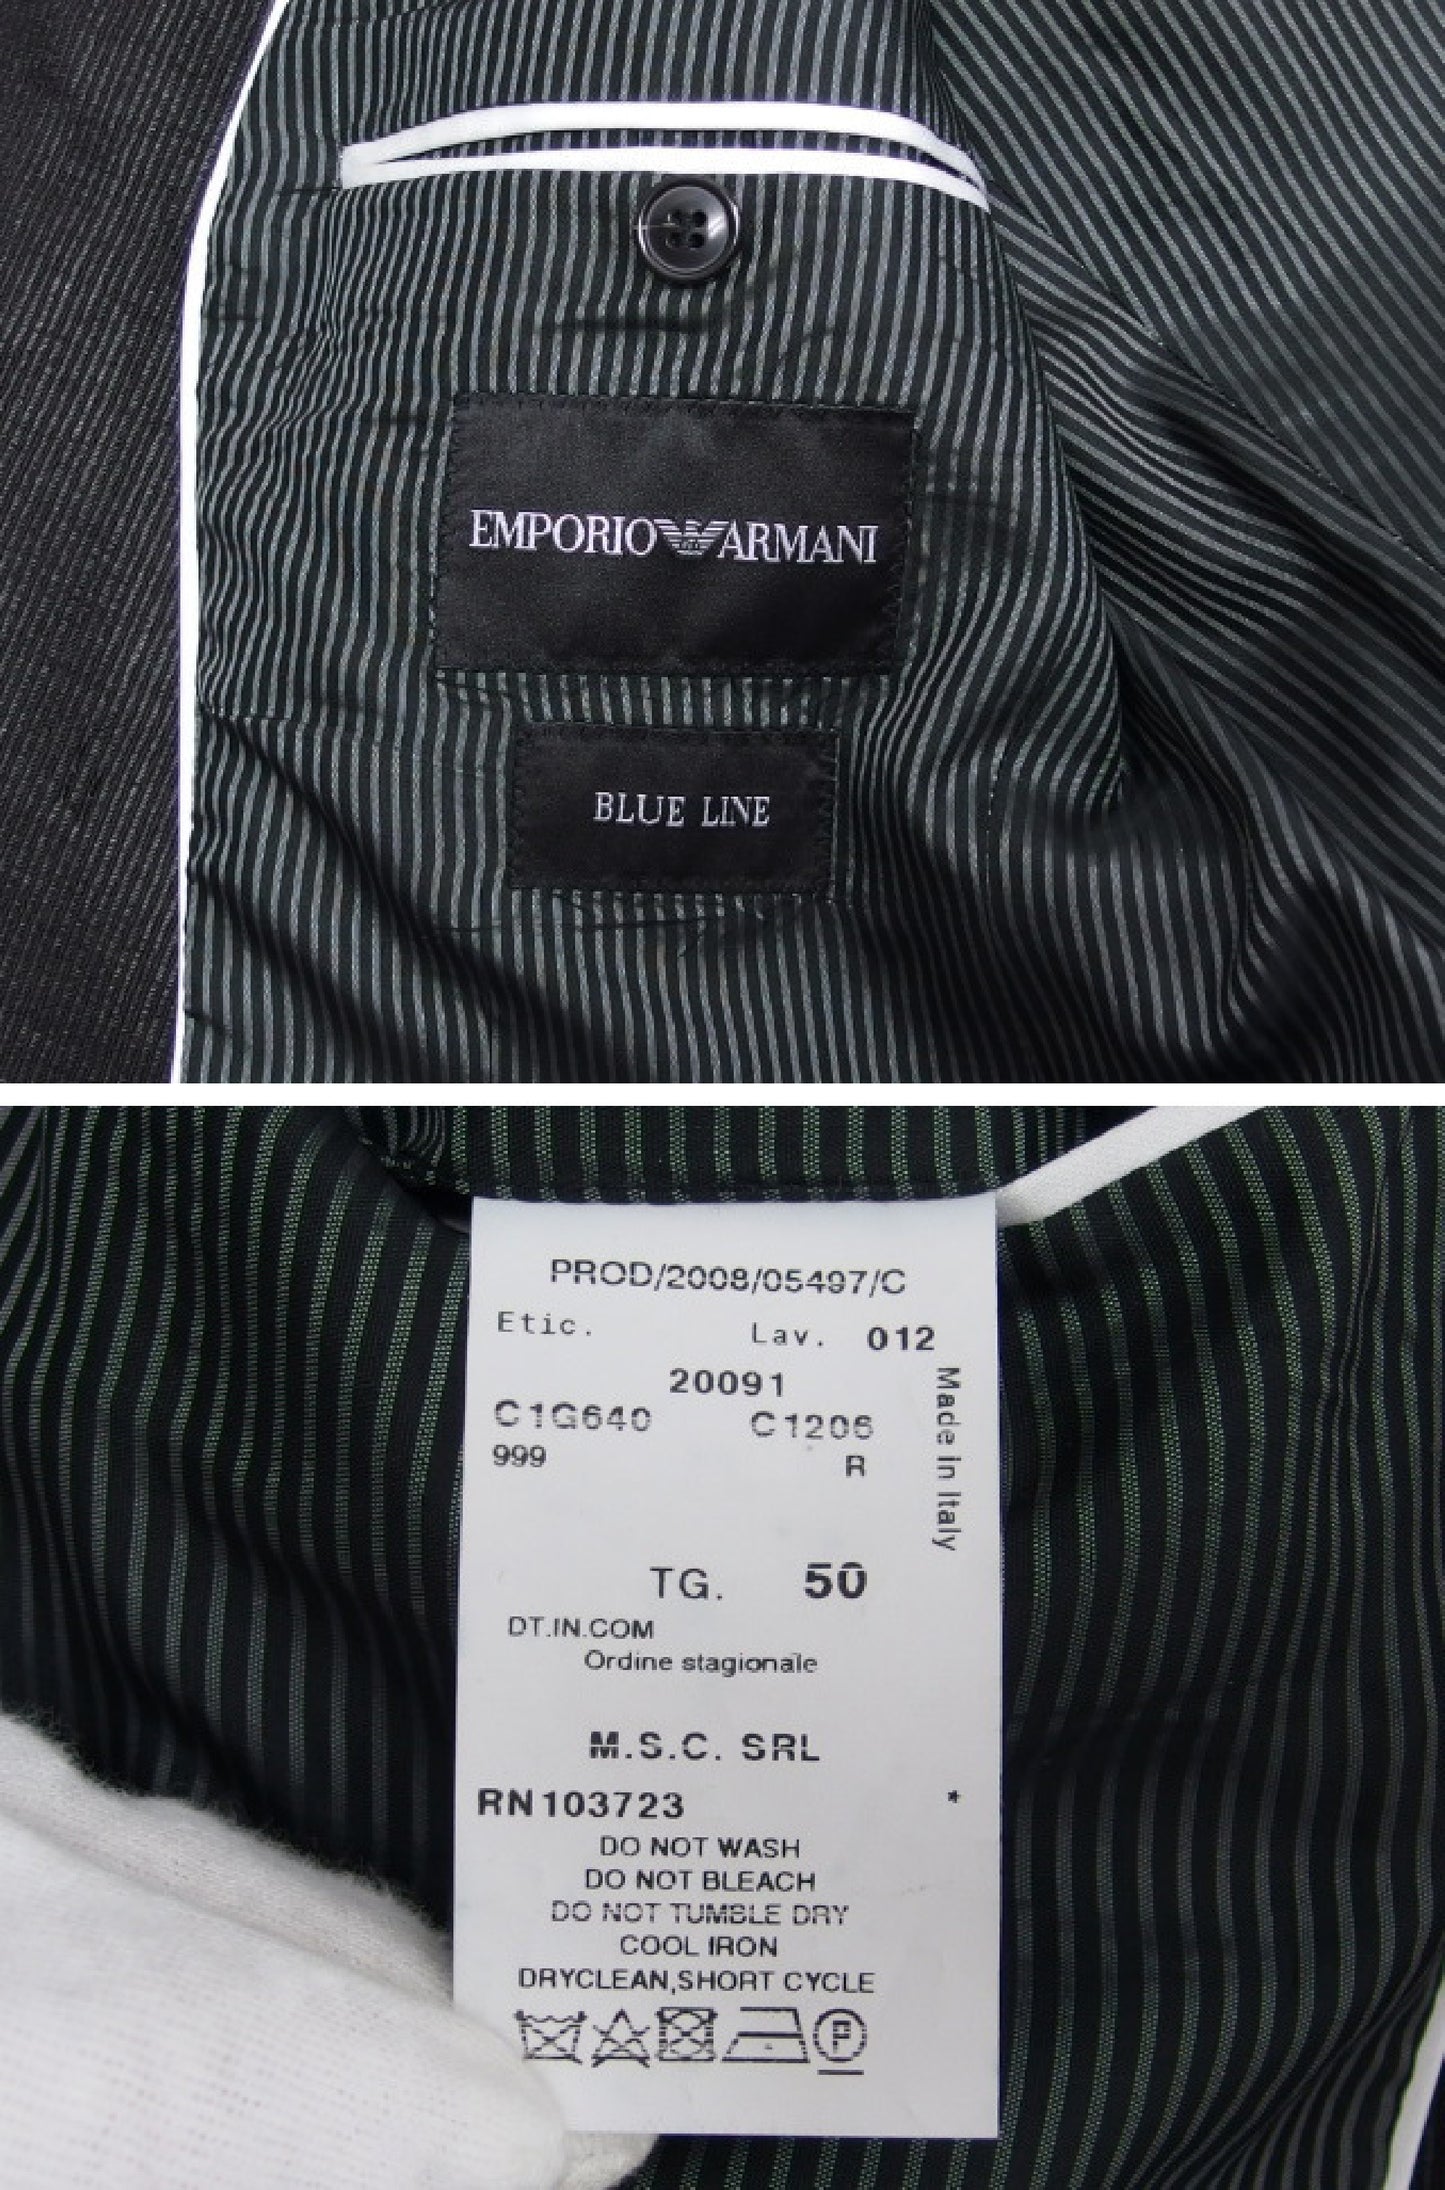 EMPORIO ARMANI
BLUE LINE
PROD/2008/05497/C
Etic. Lav. 012
20091
C1G640 C1206
999 R
Made in Italy
TG. 50
DT.IN.COM
Ordine stagionale
M.S.C. SRL
RN103723 *
DO NOT WASH
DO NOT BLEACH
DO NOT TUMBLE DRY
COOL IRON
DRYCLEAN,SHORT CYCLE
P